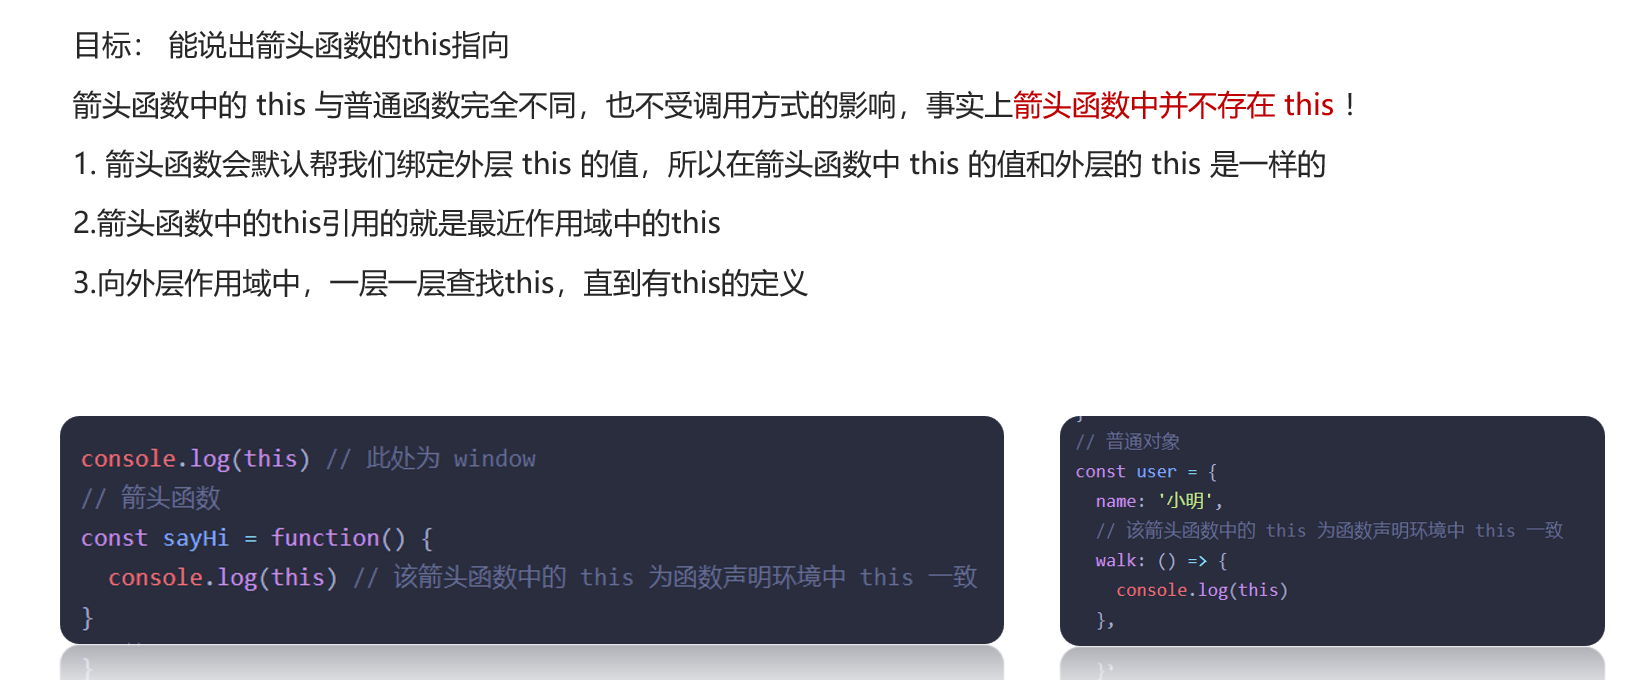 目标： 能说出箭头函数的this指向
箭头函数中的 this 与普通函数完全不同，也不受调用方式的影响，事实上箭头函数中并不存在 this ！
1. 箭头函数会默认帮我们绑定外层 this 的值，所以在箭头函数中 this 的值和外层的 this 是一样的
2.箭头函数中的this引用的就是最近作用域中的this
3.向外层作用域中，一层一层查找this，直到有this的定义
console.log(this) // 此处为 window
// 箭头函数
const sayHi = function() {
  console.log(this) // 该箭头函数中的 this 为函数声明环境中 this 一致
}
// 普通对象
const user = {
  name: '小明',
  // 该箭头函数中的 this 为函数声明环境中 this 一致
  walk: () => {
    console.log(this)
  },